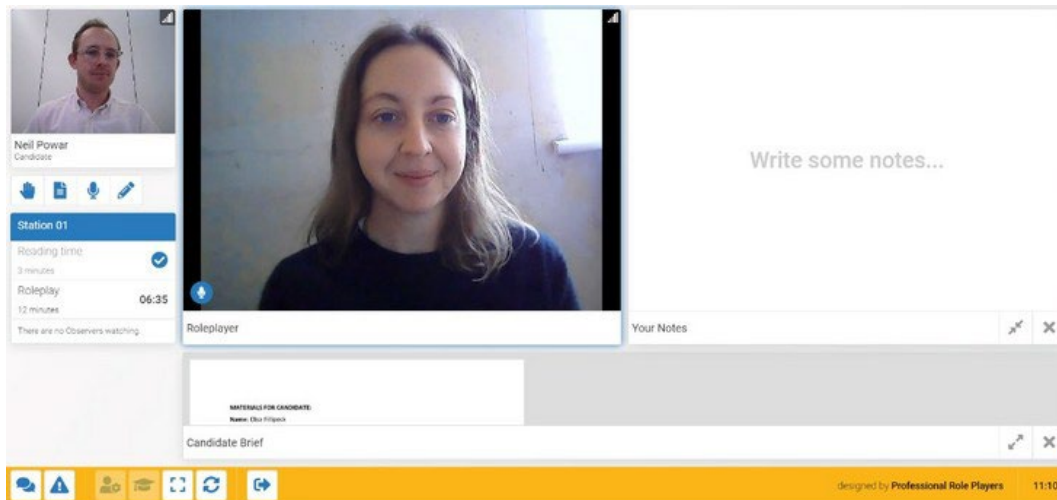 Neil Powar
Candidate
Station 01
Reading time
3 minutes
Roleplay
12 minutes
06:35
There are no Observers watching
Roleplayer
Write some notes...
Your Notes
MATERIALS FOR CANDIDATE:
Name:
Candidate Brief
designed by Professional Role Players
11:10